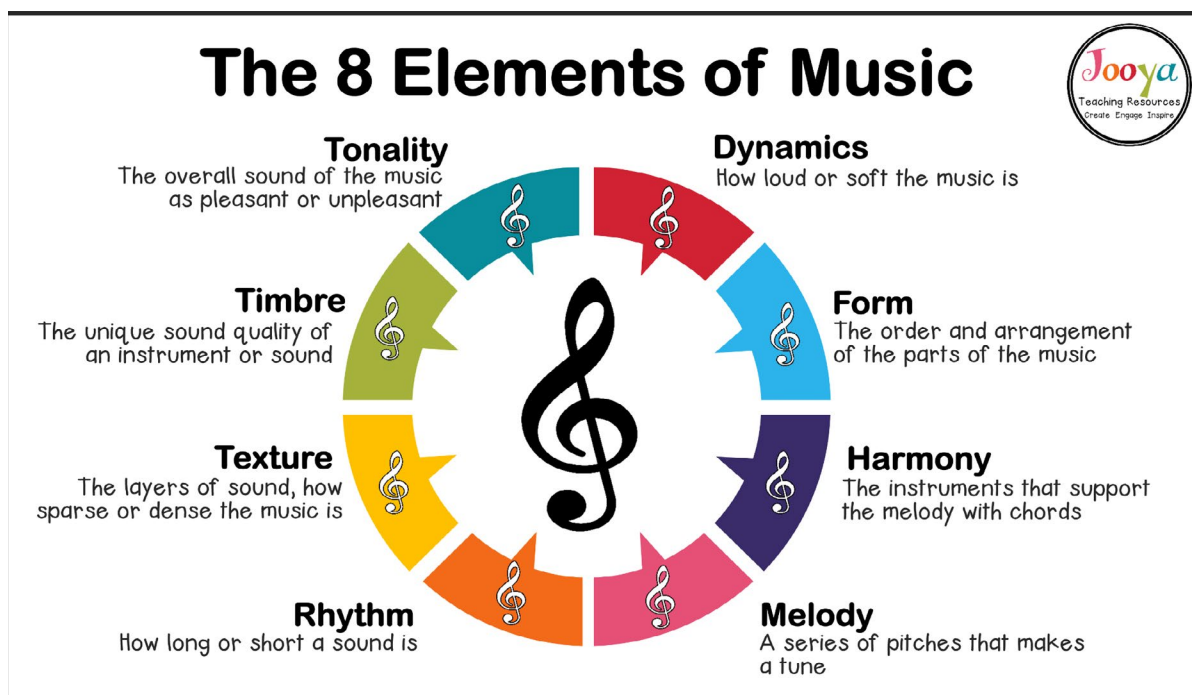 The 8 Elements of Music
Jooya
Teaching Resources
Create Engage Inspire
Tonality
The overall sound of the music
as pleasant or unpleasant
Dynamics
How loud or soft the music is
Timbre
The unique sound quality of
an instrument or sound
Form
The order and arrangement
of the parts of the music
Texture
The layers of sound, how
sparse or dense the music is
Harmony
The instruments that support
the melody with chords
Rhythm
How long or short a sound is
Melody
A series of pitches that makes
a tune